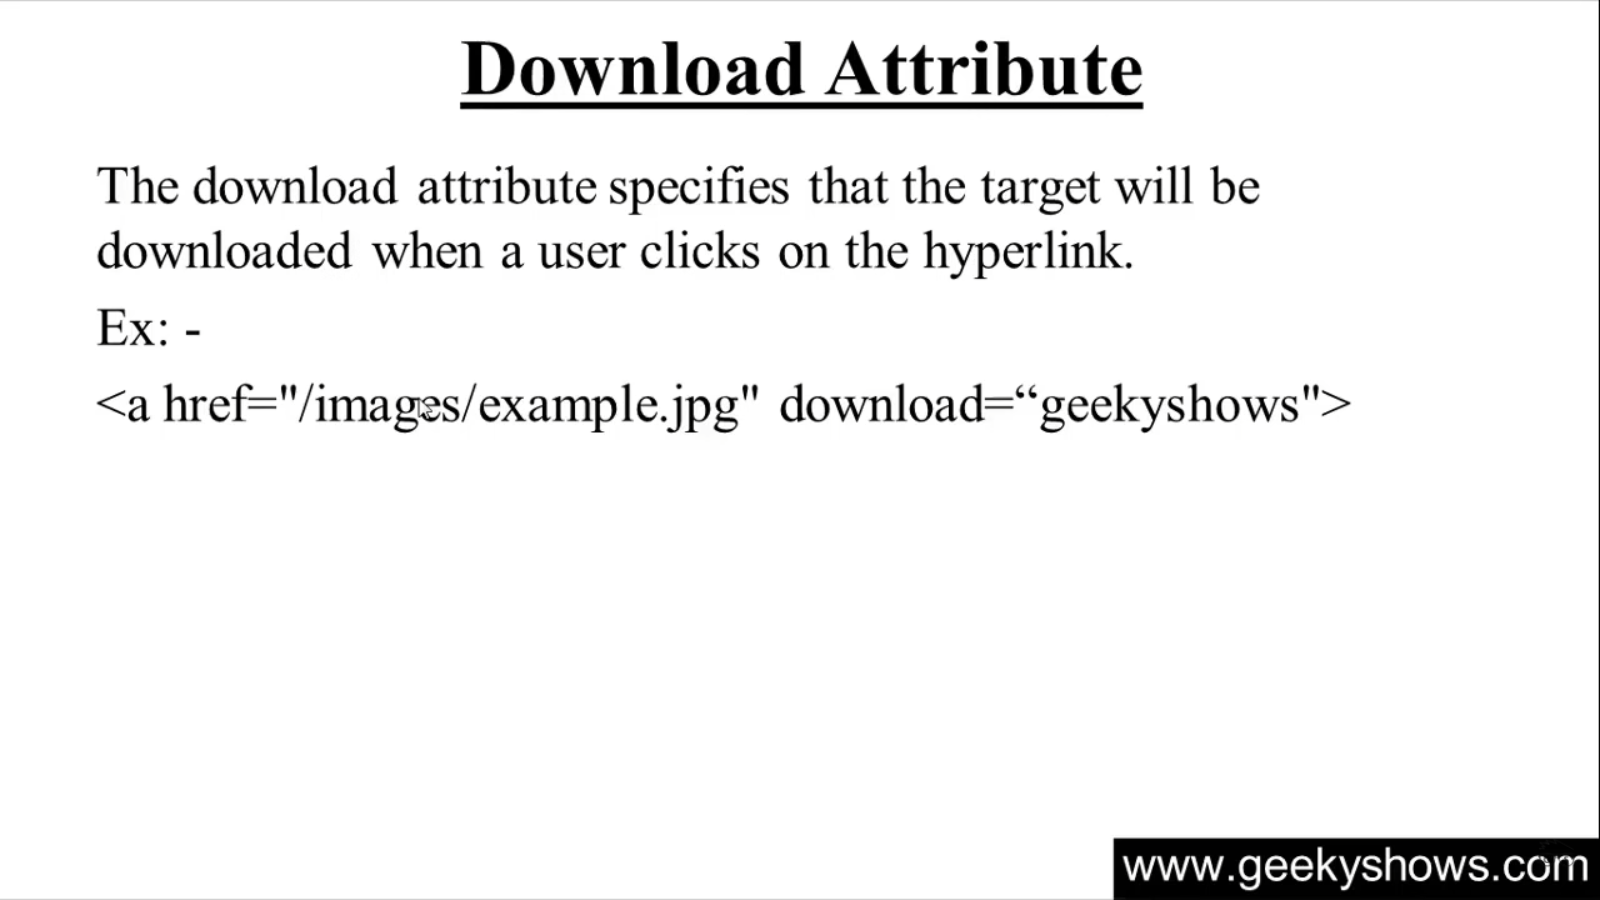 Download Attribute
The download attribute specifies that the target will be
downloaded when a user clicks on the hyperlink.
Ex: -
<a href="/images/example.jpg" download=“geekyshows">
www.geekyshows.com